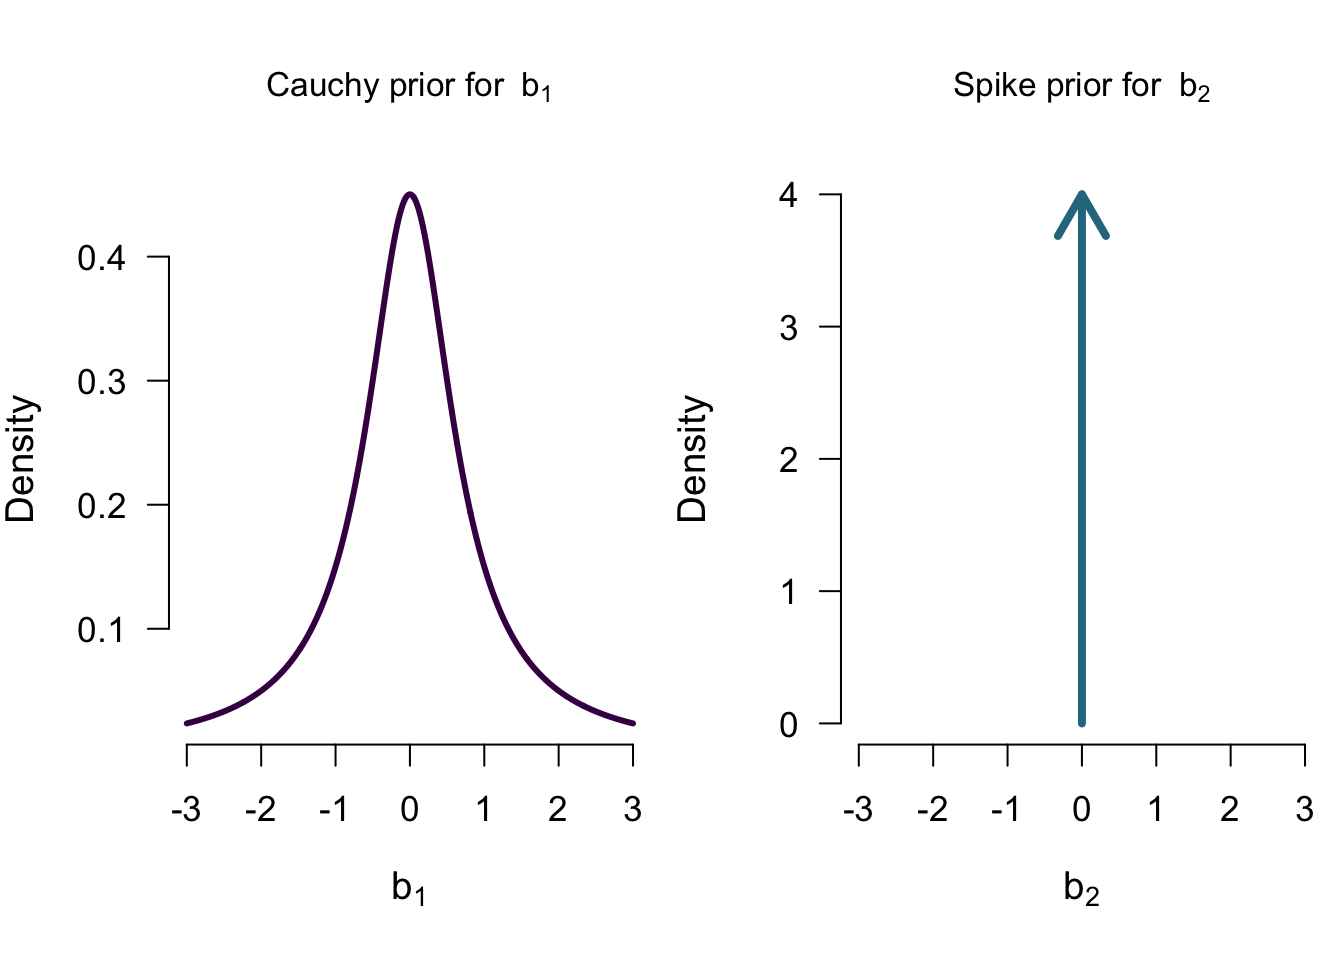 Cauchy prior for b₁
Density
0.4
0.3
0.2
0.1
-3 -2 -1 0 1 2 3
b₁
Spike prior for b₂
Density
4
3
2
1
0
-3 -2 -1 0 1 2 3
b₂